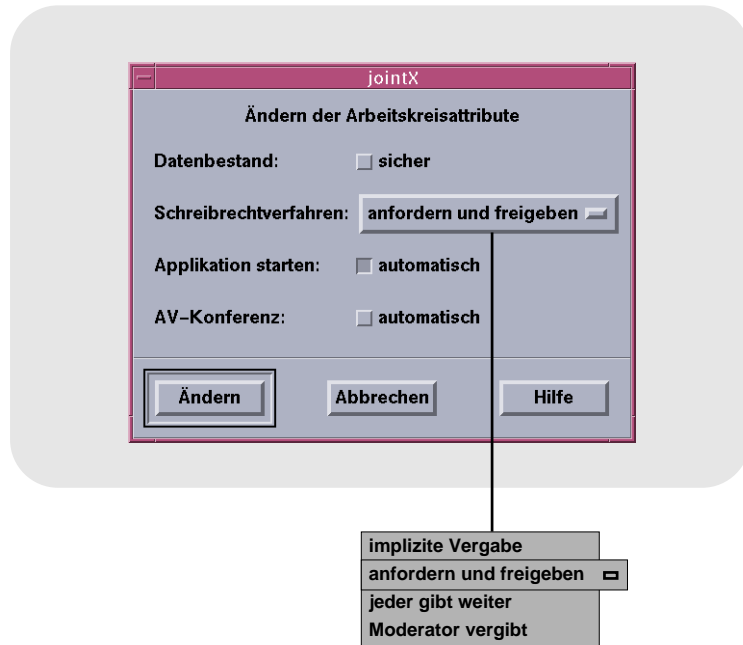 jointX
Ändern der Arbeitskreisattribute
Datenbestand: sicher
Schreibrechtverfahren: anfordern und freigeben
Applikation starten: automatisch
AV-Konferenz: automatisch
Ändern Abbrechen Hilfe
implizite Vergabe
anfordern und freigeben
jeder gibt weiter
Moderator vergibt